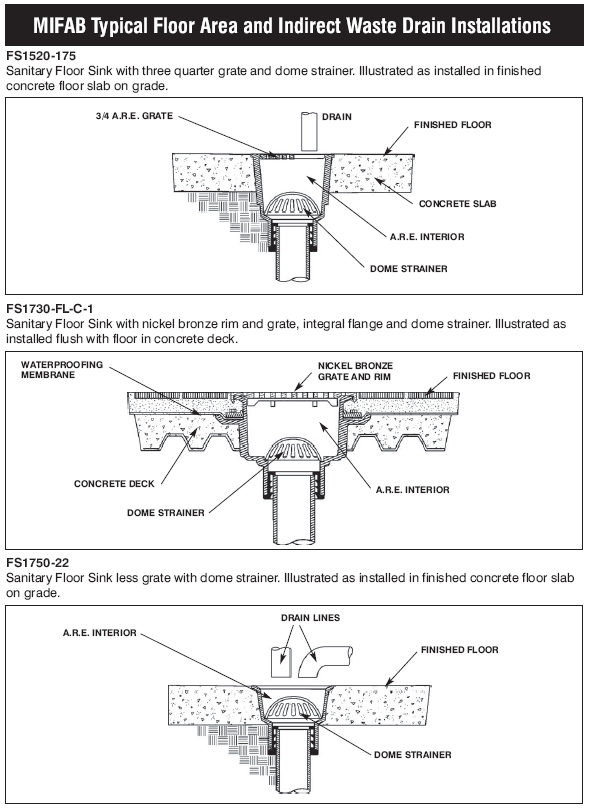 MIFAB Typical Floor Area and Indirect Waste Drain Installations
FS1520-175
Sanitary Floor Sink with three quarter grate and dome strainer. Illustrated as installed in finished
concrete floor slab on grade.
3/4 A.R.E. GRATE
DRAIN
FINISHED FLOOR
CONCRETE SLAB
A.R.E. INTERIOR
DOME STRAINER
FS1730-FL-C-1
Sanitary Floor Sink with nickel bronze rim and grate, integral flange and dome strainer. Illustrated as
installed flush with floor in concrete deck.
WATERPROOFING
MEMBRANE
NICKEL BRONZE
GRATE AND RIM
FINISHED FLOOR
CONCRETE DECK
A.R.E. INTERIOR
DOME STRAINER
FS1750-22
Sanitary Floor Sink less grate with dome strainer. Illustrated as installed in finished concrete floor slab
on grade.
DRAIN LINES
A.R.E. INTERIOR
FINISHED FLOOR
DOME STRAINER